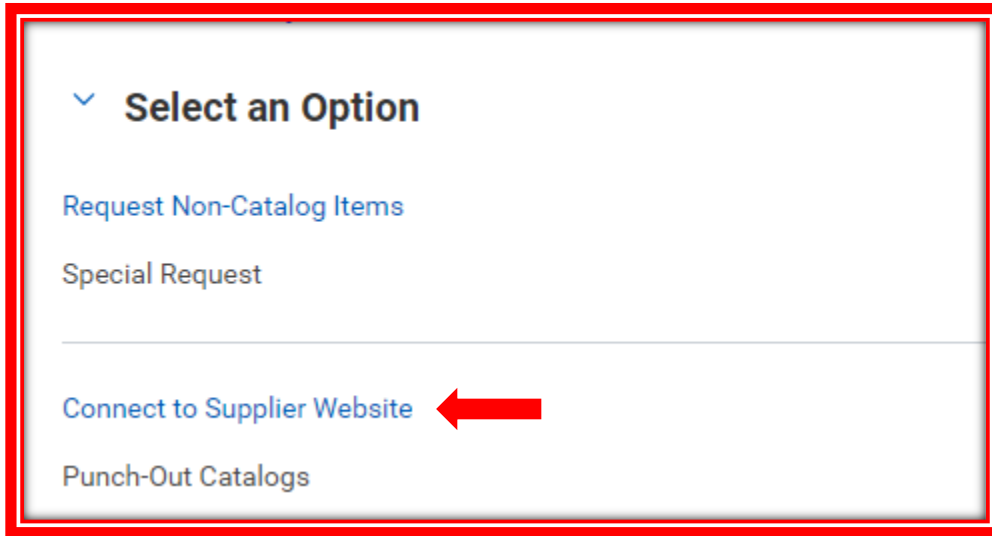 Select an Option
Request Non-Catalog Items
Special Request
Connect to Supplier Website
Punch-Out Catalogs